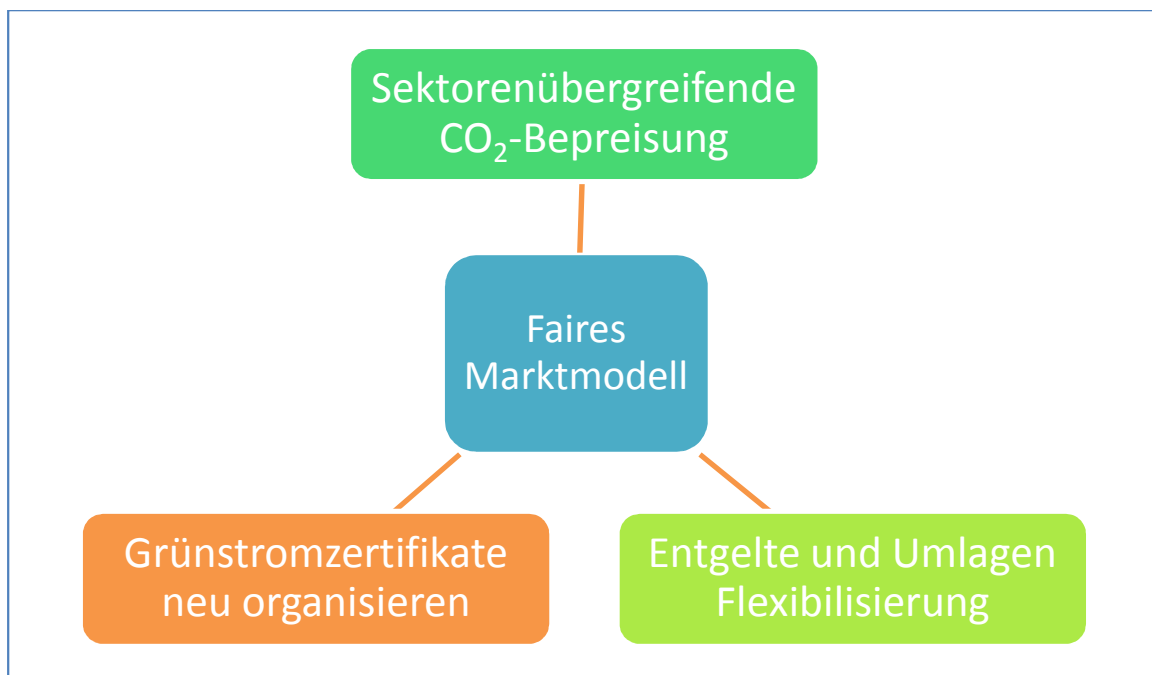 Sektorenübergreifende
CO₂-Bepreisung
Faires
Marktmodell
Grünstromzertifikate
neu organisieren
Entgelte und Umlagen
Flexibilisierung